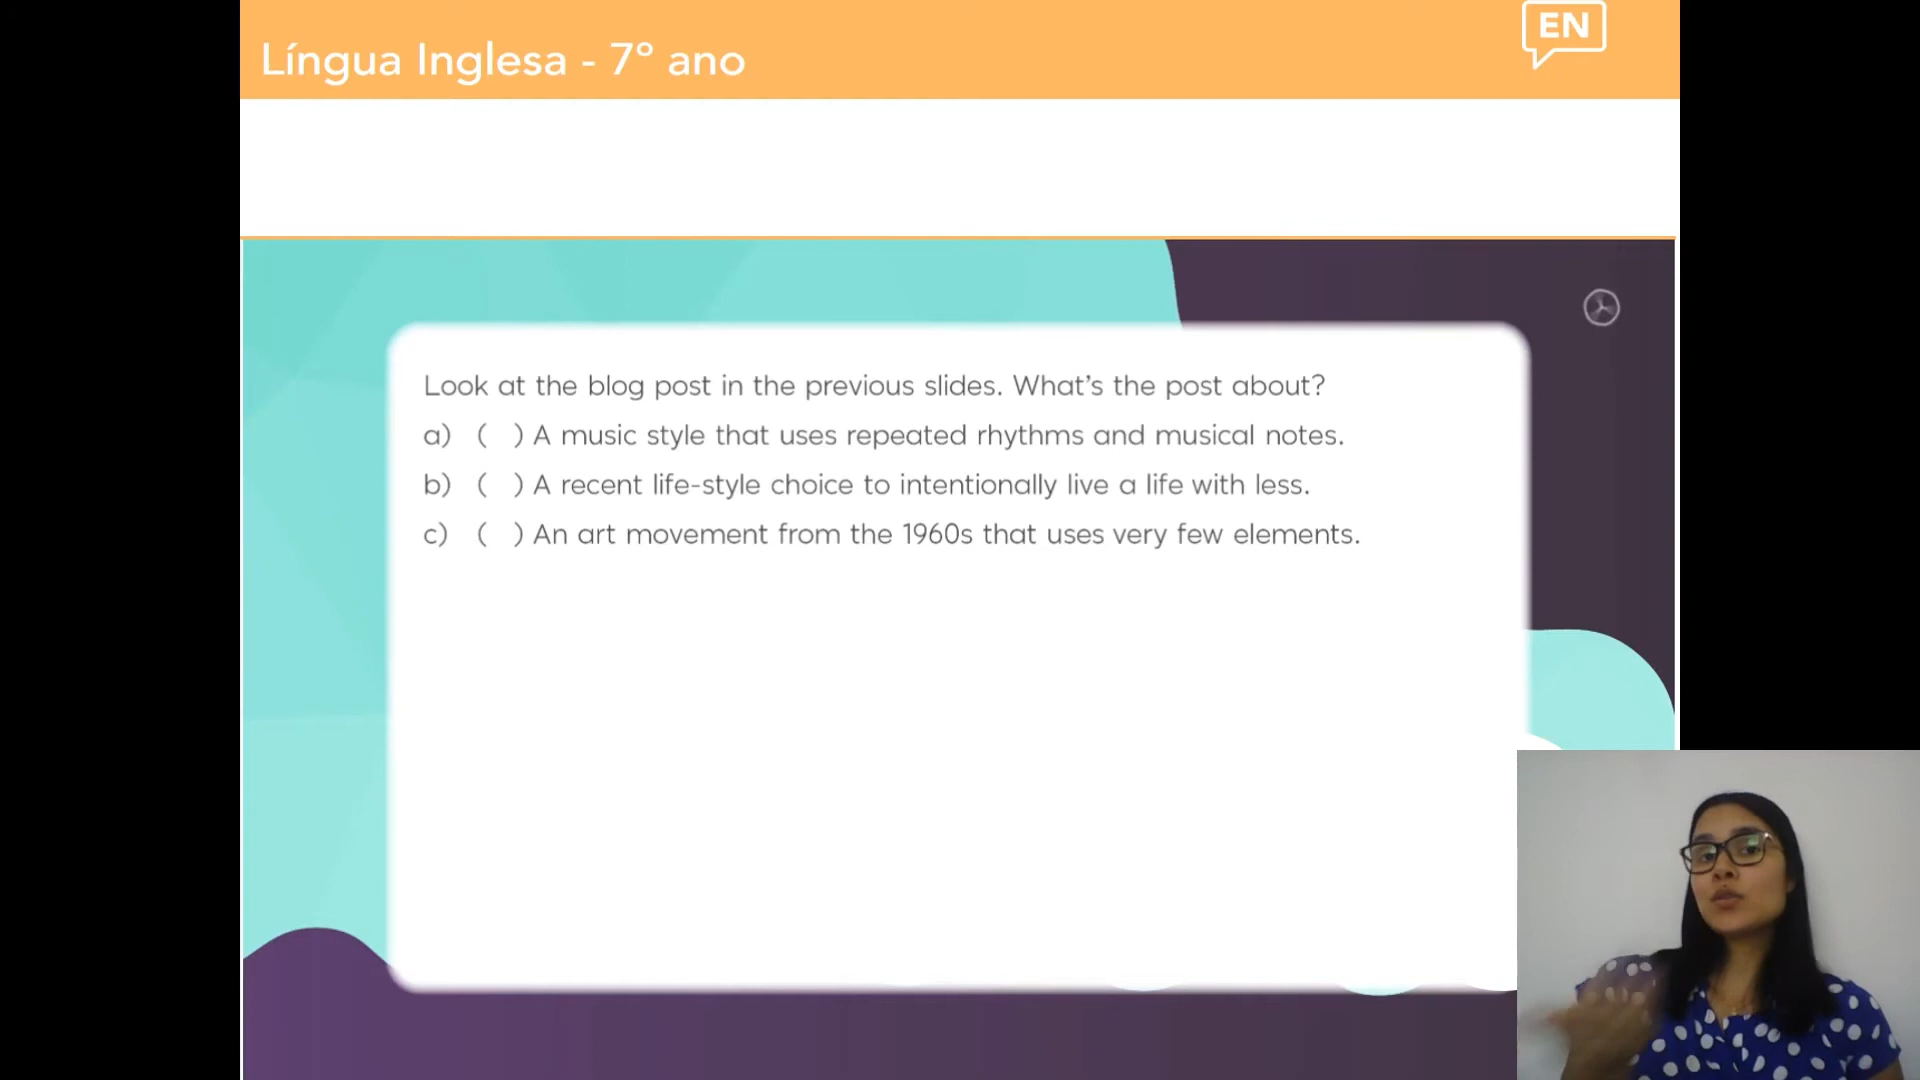 Língua Inglesa - 7º ano
EN
Look at the blog post in the previous slides. What's the post about?
a) ( ) A music style that uses repeated rhythms and musical notes.
b) ( ) A recent life-style choice to intentionally live a life with less.
c) ( ) An art movement from the 1960s that uses very few elements.